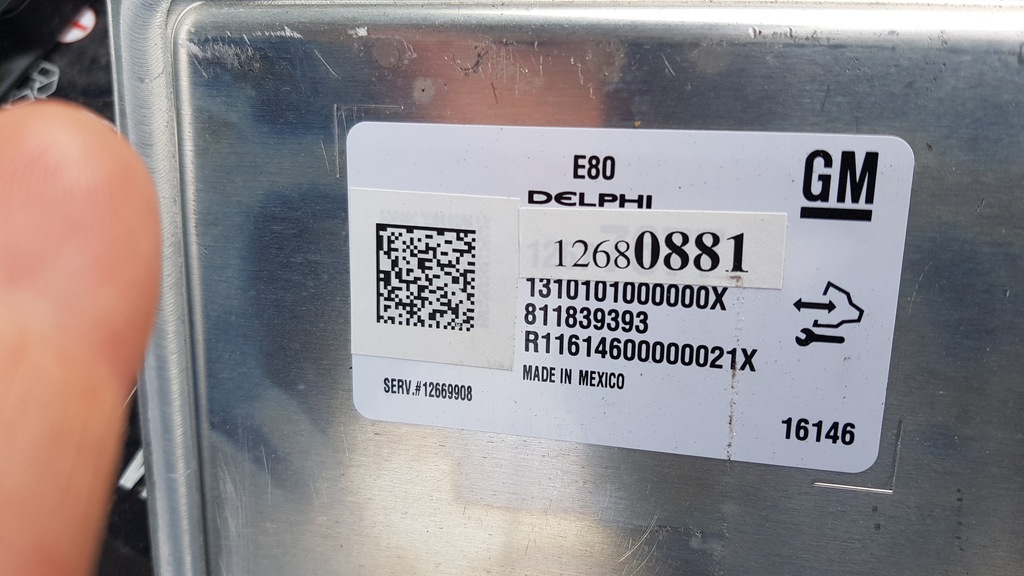 E80
GM
DELPHI
12680881
1310101000000X
811839393
R11614600000021X
MADE IN MEXICO
SERV.#12669908
16146